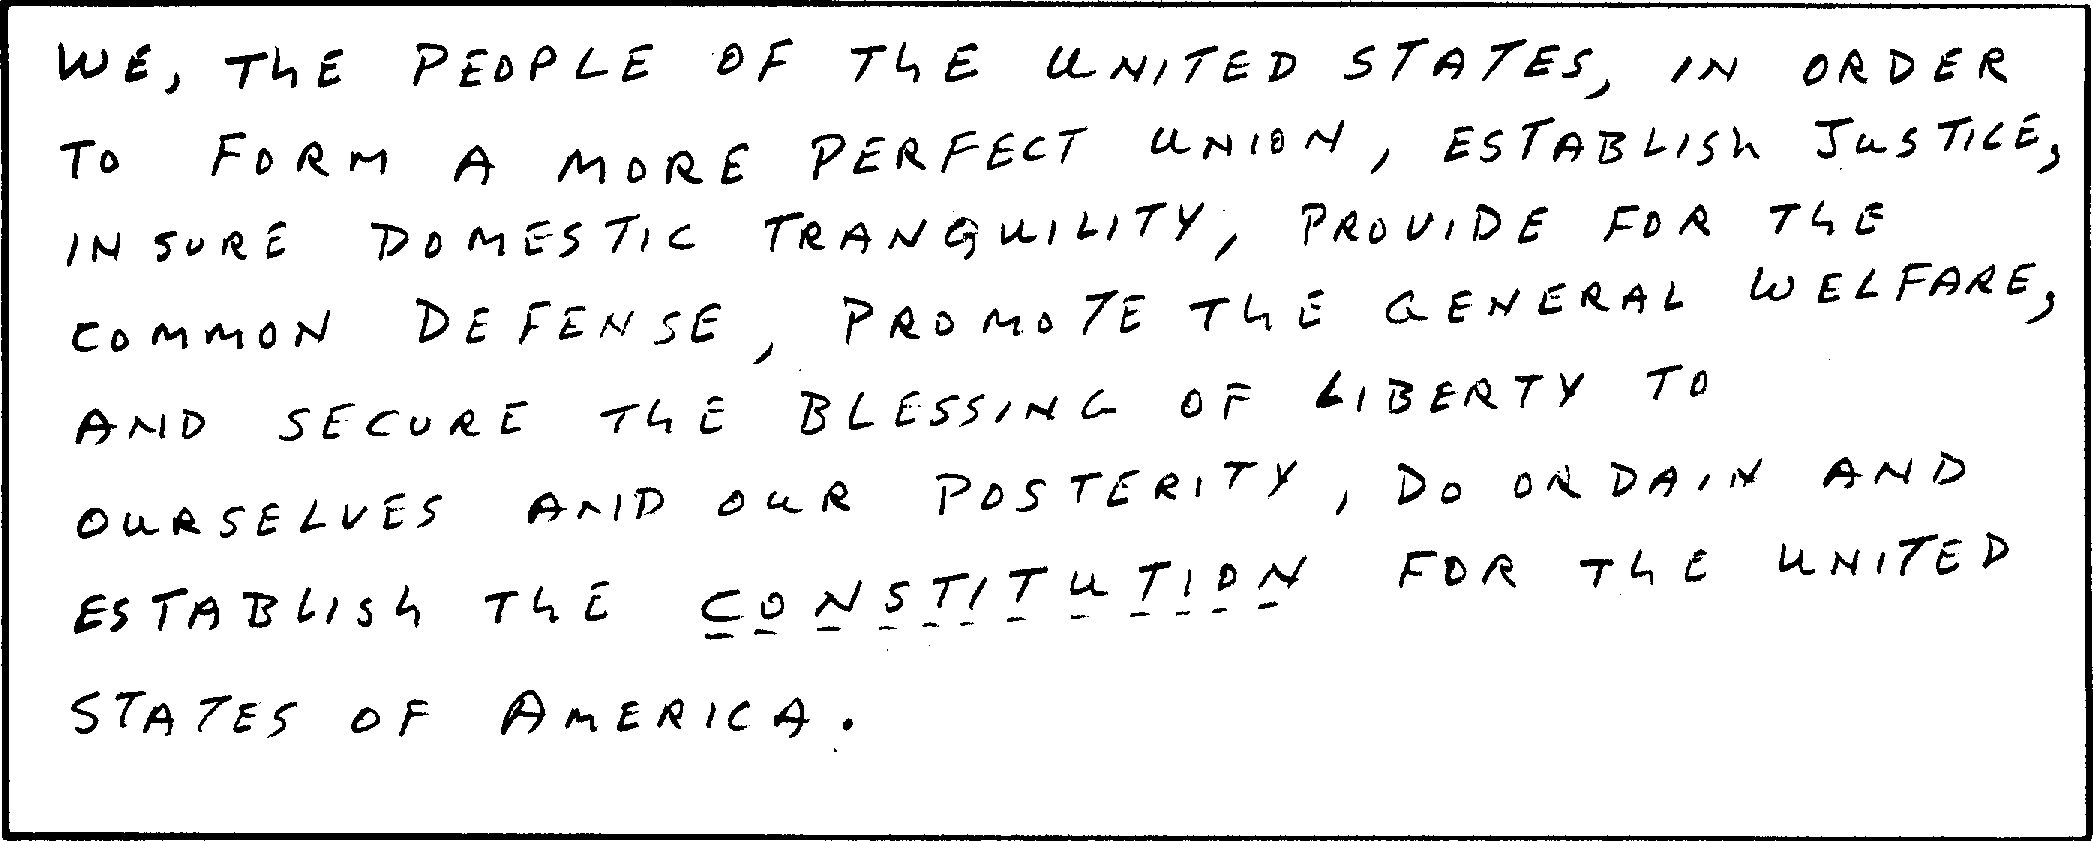 WE, THE PEOPLE OF THE UNITED STATES, IN ORDER
TO FORM A MORE PERFECT UNION, ESTABLISH JUSTICE,
INSURE DOMESTIC TRANQUILITY, PROVIDE FOR THE
COMMON DEFENSE, PROMOTE THE GENERAL WELFARE,
AND SECURE THE BLESSING OF LIBERTY TO
OURSELVES AND OUR POSTERITY, DO ORDAIN AND
ESTABLISH THE CONSTITUTION FOR THE UNITED
STATES OF AMERICA.